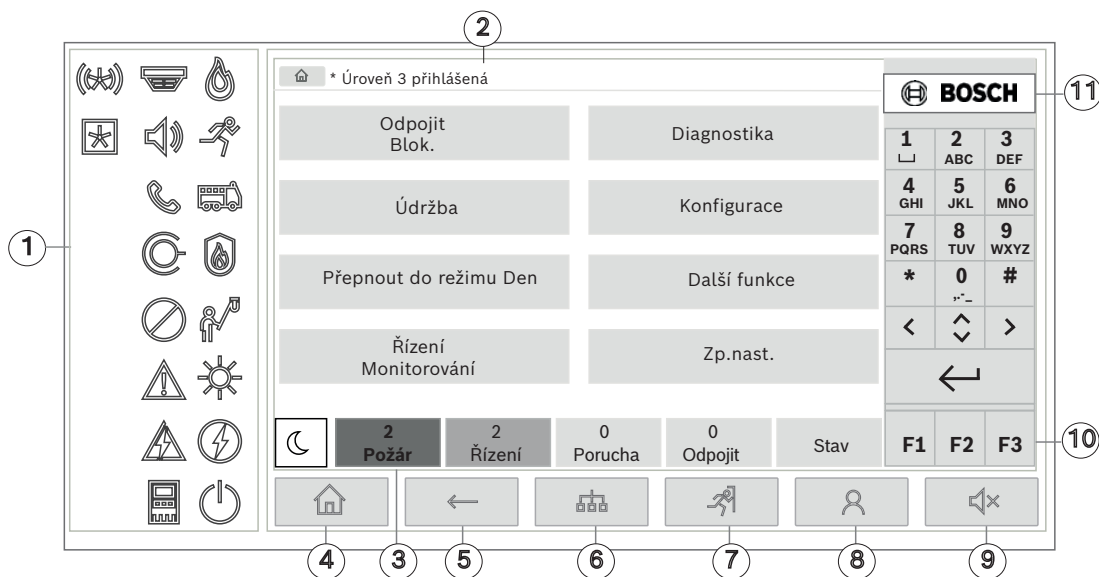 2
* Úroveň 3 přihlášená
BOSCH
11
Odpojit
Blok.
Diagnostika
1
2
ABC
3
DEF
Údržba
Konfigurace
4
GHI
5
JKL
6
MNO
1
7
PQRS
8
TUV
9
WXYZ
Přepnout do režimu Den
Další funkce
*
0
,.-_
#
<
>
Řízení
Monitorování
Zp.nast.
2
Požár
2
Řízení
0
Porucha
0
Odpojit
Stav
F1
F2
F3
10
4
3
5
6
7
8
9